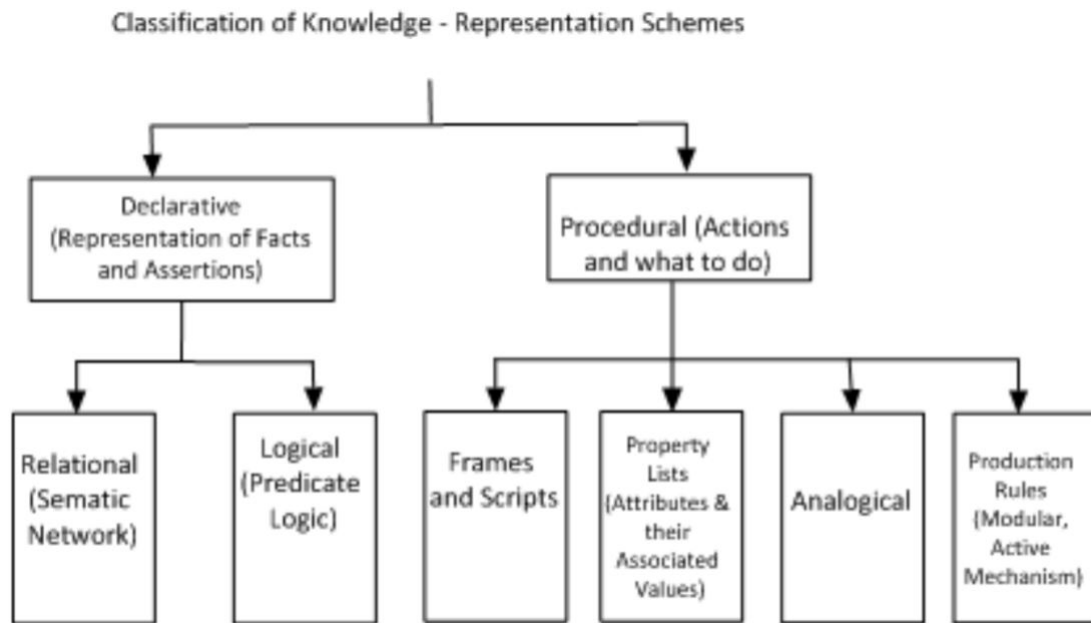 Classification of Knowledge - Representation Schemes
Declarative
(Representation of Facts
and Assertions)
Procedural (Actions
and what to do)
Relational
(Sematic
Network)
Logical
(Predicate
Logic)
Frames
and Scripts
Property
Lists
(Attributes &
their
Associated
Values)
Analogical
Production
Rules
(Modular,
Active
Mechanism)